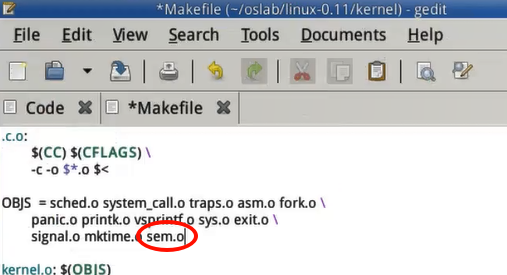 *Makefile (~/oslab/linux-0.11/kernel) - gedit
File Edit View Search Tools Documents Help
Code *Makefile
.c.o:
$(CC) $(CFLAGS) \
-c -o $*.o $<
OBJS = sched.o system_call.o traps.o asm.o fork.o \
panic.o printk.o vsprintf.o sys.o exit.o \
signal.o mktime.o sem.o
kernel.o: $(OBJS)